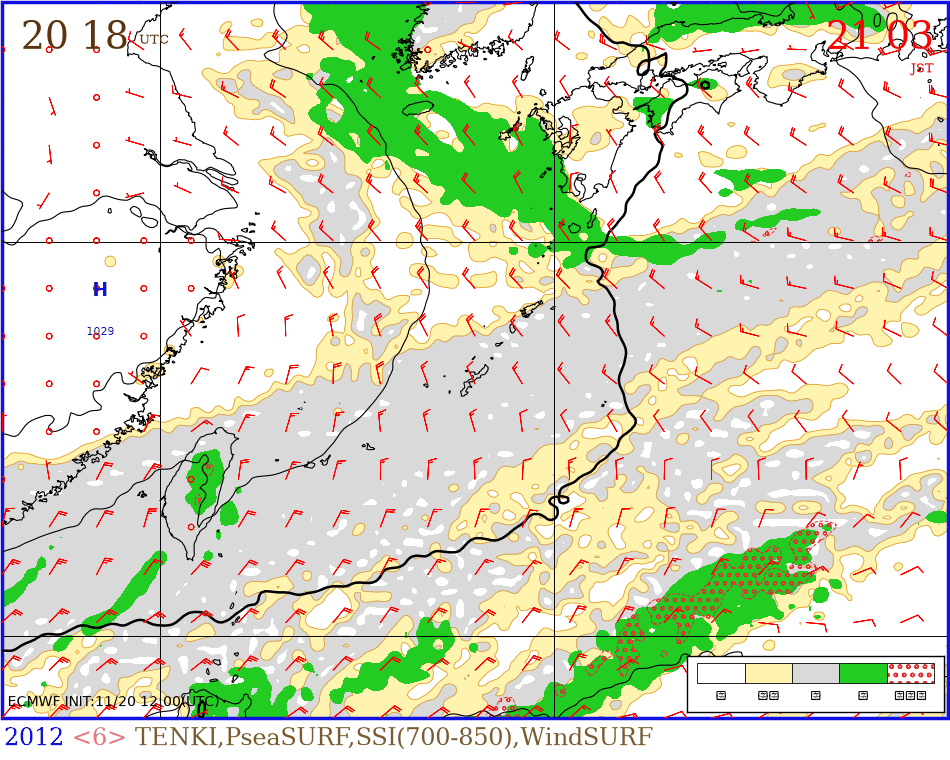 20 18 UTC
21 03 JST
H
1029
ECMWF INIT:11/20 12:00(UTC)
2012 <6> TENKI,PseaSURF,SSI(700-850),WindSURF